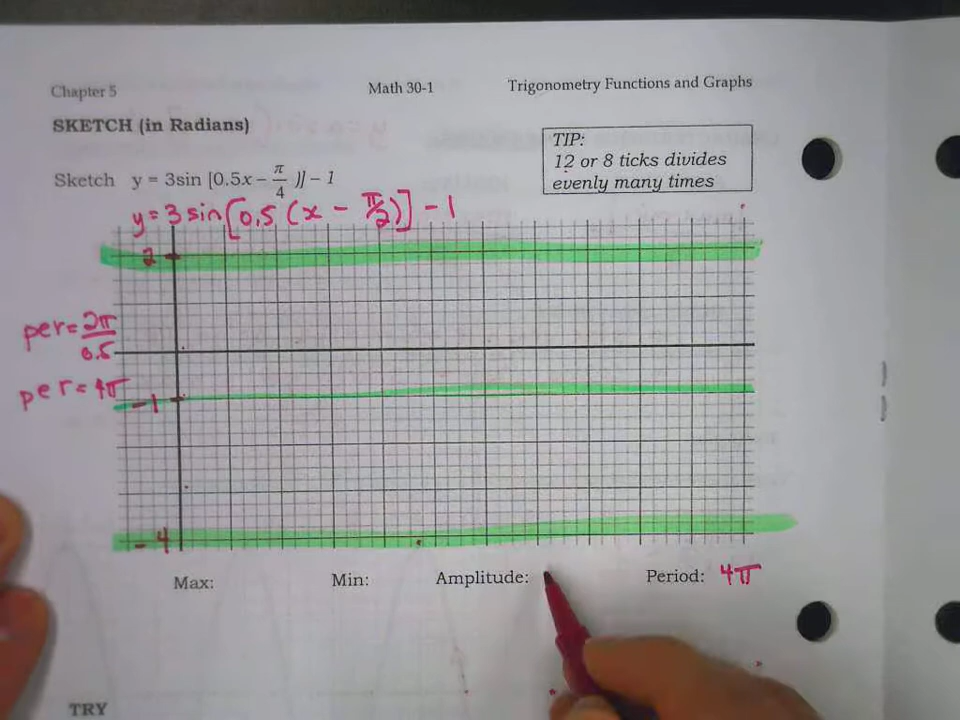 Chapter 5 Math 30-1 Trigonometry Functions and Graphs
SKETCH (in Radians)
TIP:
12 or 8 ticks divides
evenly many times
Sketch y = 3sin [0.5x − π/4 )] − 1
y = 3 sin [0.5 (x − π/2)] − 1
2
per = 2π/0.5
per = 4π
-1
-4
Max: Min: Amplitude: Period: 4π
TRY